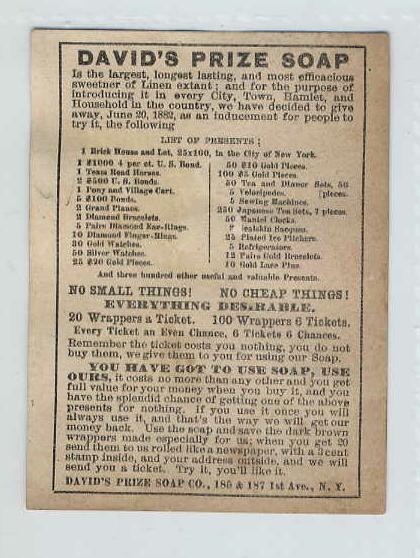 DAVID'S PRIZE SOAP
Is the largest, longest lasting, and most efficacious
sweetner of Linen extant; and for the purpose of
introducing it in every City, Town, Hamlet, and
Household in the country, we have decided to give
away, June 20, 1882, as an inducement for people to
try it, the following
LIST OF PRESENTS:
1 Brick House and Lot, 25x100, in the City of New York.
1 $1000 4 per ct. U. S. Bond.
1 Team Road Horses.
2 $500 U. S. Bonds.
1 Pony and Village Cart.
5 $100 Bonds.
2 Grand Pianos.
2 Diamond Bracelets.
5 Pairs Diamond Ear-Rings.
10 Diamond Finger-Rings.
30 Gold Watches.
50 Silver Watches.
25 $20 Gold Pieces.
50 $10 Gold Pieces.
100 $5 Gold Pieces.
50 Tea and Dinner Sets, 56
5 Velocipedes. [pieces.
5 Sewing Machines.
250 Japanese Tea Sets, 7 pieces.
50 Mantel Clocks.
Sealskin Sacques.
25 Plated Ice Pitchers.
5 Refrigerators.
12 Pairs Gold Bracelets.
10 Gold Lace Pins.
And three hundred other useful and valuable Presents.
NO SMALL THINGS! NO CHEAP THINGS!
EVERYTHING DESIRABLE.
20 Wrappers a Ticket. 100 Wrappers 6 Tickets.
Every Ticket an Even Chance, 6 Tickets 6 Chances.
Remember the ticket costs you nothing, you do not
buy them, we give them to you for using our Soap.
YOU HAVE GOT TO USE SOAP, USE
OURS, it costs no more than any other and you get
full value for your money when you buy it, and you
have the splendid chance of getting one of the above
presents for nothing. If you use it once you will
always use it, and that's the way we will get our
money back. Use the soap and save the dark brown
wrappers made especially for us; when you get 20
send them to us rolled like a newspaper, with a 3 cent
stamp inside, and your address outside, and we will
send you a ticket. Try it, you'll like it.
DAVID'S PRIZE SOAP CO., 185 & 187 1st Ave., N. Y.